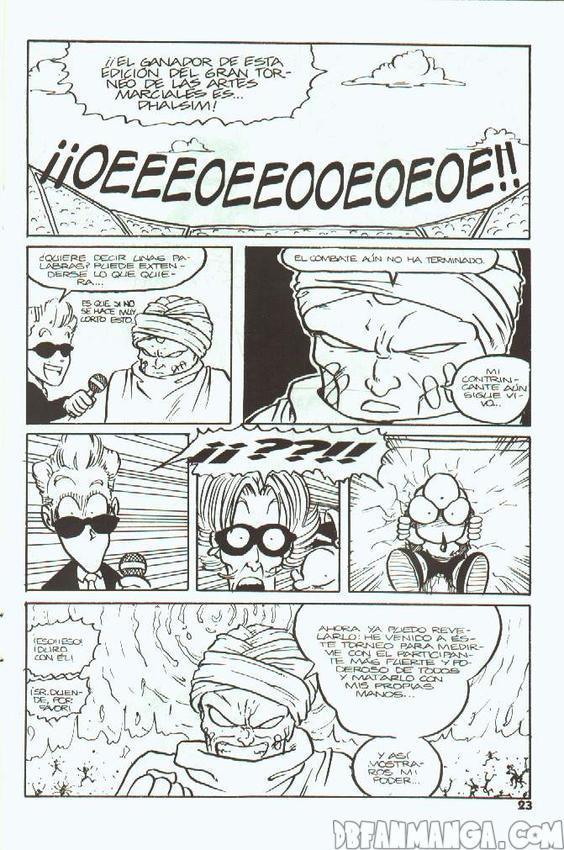 ¡¡EL GANADOR DE ESTA
EDICIÓN DEL GRAN TOR-
NEO DE LAS ARTES
MARCIALES ES...
DHALSIM!
¡¡OEEEOEEOOEOEOE!!
¿QUIERE DECIR UNAS PA-
LABRAS? PUEDE EXTEN-
DERSE LO QUE QUIE-
RA...
ES QUE SI NO
SE HACE MUY
CORTO ESTO.
EL COMBATE AÚN NO HA TERMINADO.
MI
CONTRIN-
CANTE AÚN
SIGUE VI-
VO...
¡¡??!!
¡ESO! ¡ESO!
¡DURO
CON ÉL!
¡SR. DUEN-
DE, POR
FAVOR!
AHORA YA PUEDO REVE-
LARLO: HE VENIDO A ÉS-
TE TORNEO PARA MEDIR-
ME CON EL PARTICIPAN-
TE MAS FUERTE Y PO-
DEROSO DE TODOS
Y MATARLO CON
MIS PROPIAS
MANOS...
Y ASÍ
MOSTRA-
ROS MI
PODER...
23
DBFANMANGA.COM